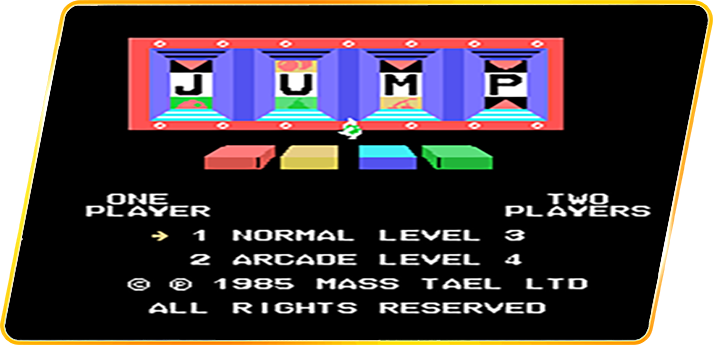 JUMP
ONE PLAYER
TWO PLAYERS
→ 1 NORMAL LEVEL 3
2 ARCADE LEVEL 4
© ℗ 1985 MASS TAEL LTD
ALL RIGHTS RESERVED